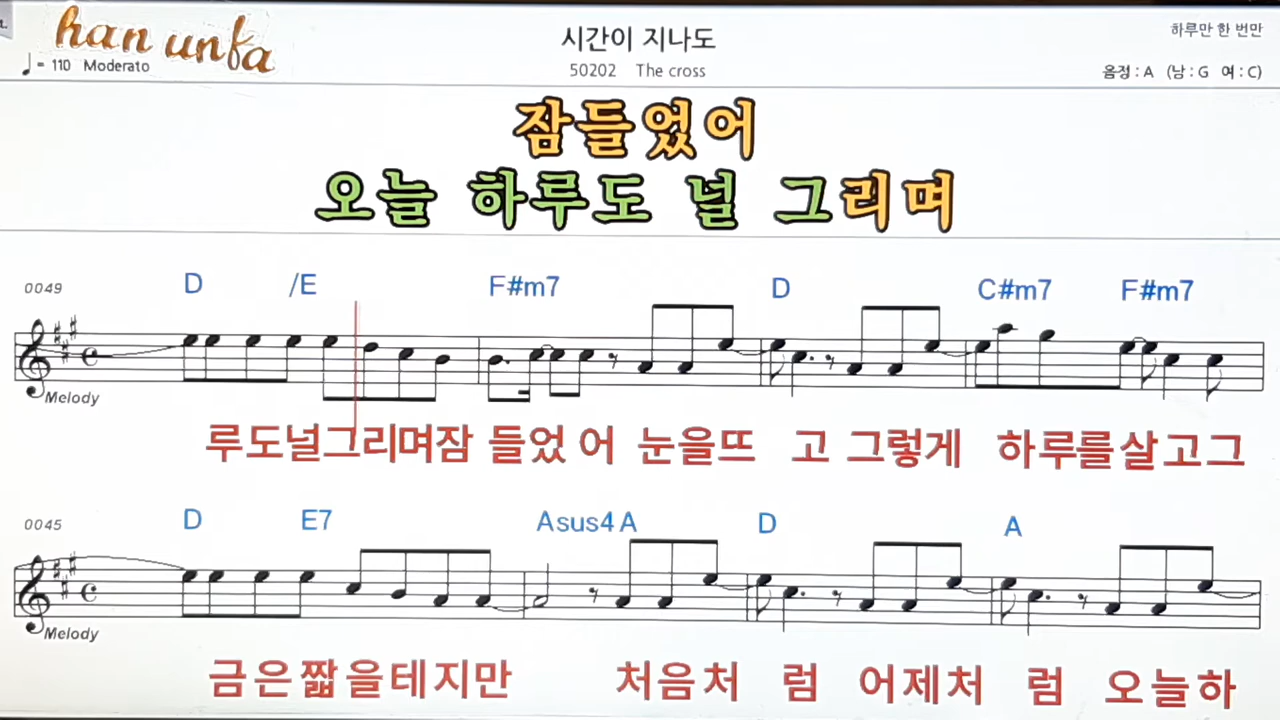 han unfa
하루만 한 번만
시간이 지나도
♩= 110 Moderato
50202 The cross
음정 : A (남 : G 여 : C)
잠들었어
오늘 하루도 널 그리며
0049
D /E F#m7 D C#m7 F#m7
Melody
루도널그리며잠 들었 어 눈을뜨 고 그렇게 하루를살고그
0045
D E7 Asus4 A D A
Melody
금은짧을테지만 처음처 럼 어제처 럼 오늘하